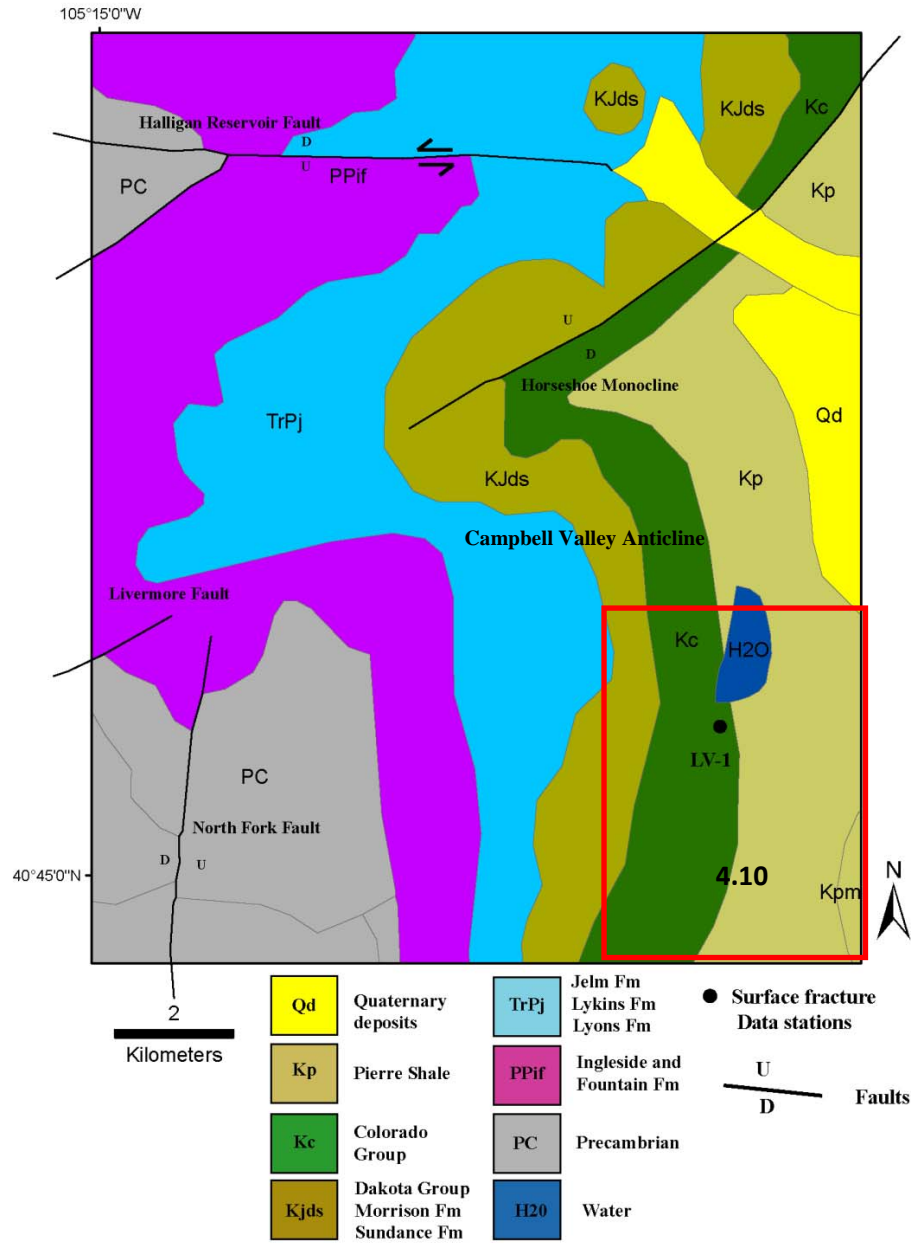 105°15'0"W
KJds
KJds
Kc
Halligan Reservoir Fault
D
U
PPif
PC
Kp
U
D
Horseshoe Monocline
TrPj
Qd
KJds
Kp
Campbell Valley Anticline
Livermore Fault
Kc
H2O
LV-1
PC
North Fork Fault
D
U
40°45'0"N
4.10
Kpm
N
2
Kilometers
Qd
Quaternary
deposits
Kp
Pierre Shale
Kc
Colorado
Group
Kjds
Dakota Group
Morrison Fm
Sundance Fm
TrPj
Jelm Fm
Lykins Fm
Lyons Fm
PPif
Ingleside and
Fountain Fm
PC
Precambrian
H20
Water
Surface fracture
Data stations
U
D
Faults